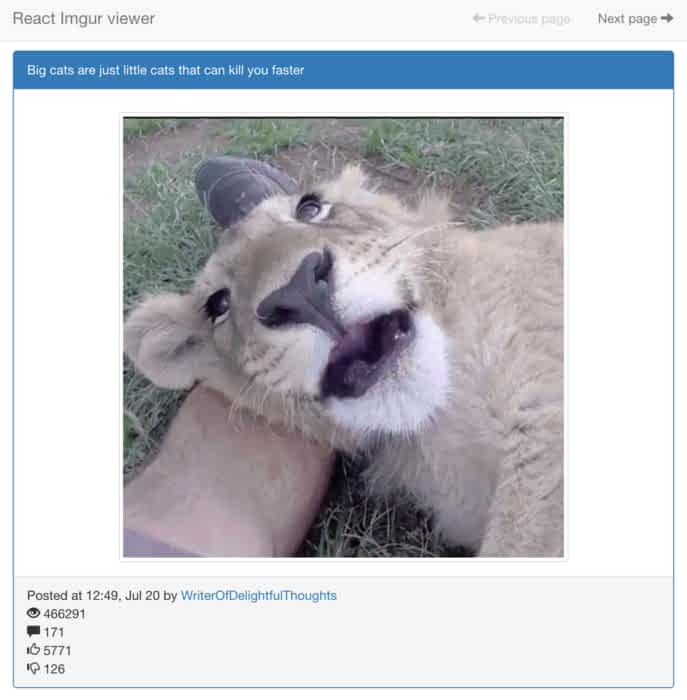 React Imgur viewer
Previous page Next page
Big cats are just little cats that can kill you faster
Posted at 12:49, Jul 20 by WriterOfDelightfulThoughts
466291
171
5771
126